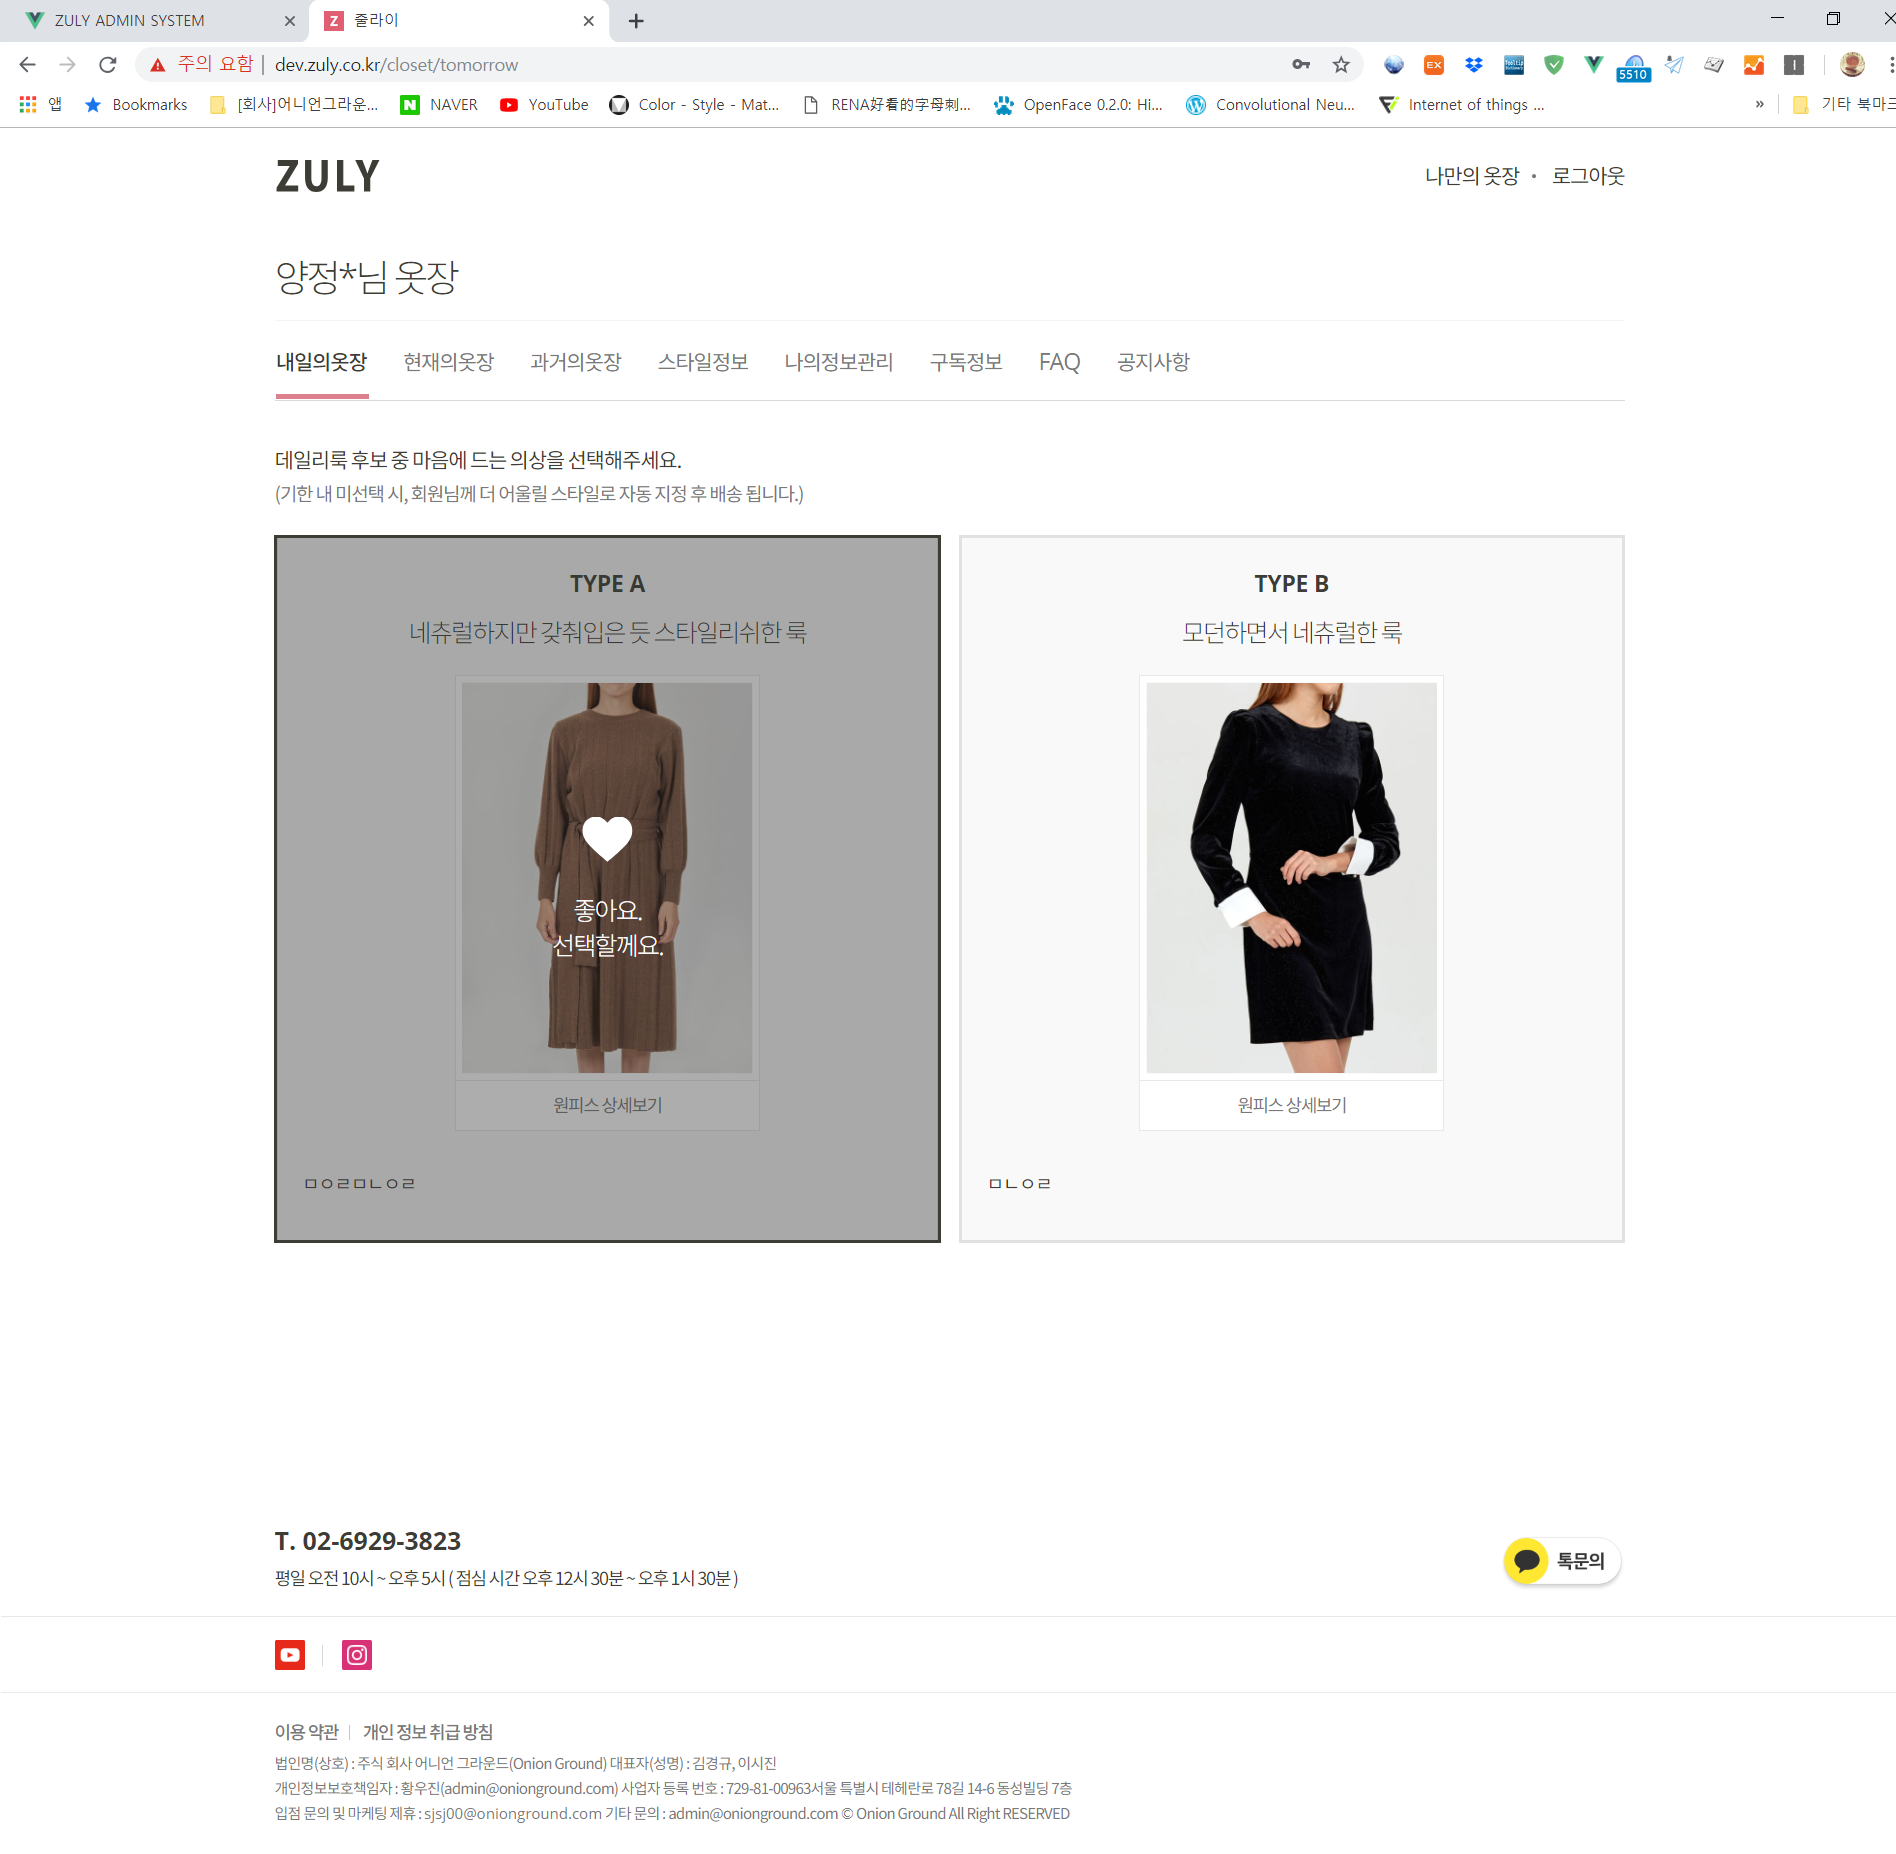 ZULY ADMIN SYSTEM
줄라이
주의 요함
dev.zuly.co.kr/closet/tomorrow
EX
5510
앱
Bookmarks
[회사]어니언그라운...
NAVER
YouTube
Color - Style - Mat...
RENA好看的字母刺...
OpenFace 0.2.0: Hi...
Convolutional Neu...
Internet of things ...
»
기타 북마크
ZULY
나만의 옷장 • 로그아웃
양정*님 옷장
내일의옷장
현재의옷장
과거의옷장
스타일정보
나의정보관리
구독정보
FAQ
공지사항
데일리룩 후보 중 마음에 드는 의상을 선택해주세요.
(기한 내 미선택 시, 회원님께 더 어울릴 스타일로 자동 지정 후 배송 됩니다.)
TYPE A
네츄럴하지만 갖춰입은 듯 스타일리쉬한 룩
좋아요.
선택할께요.
원피스 상세보기
ㅁㅇㄹㅁㄴㅇㄹ
TYPE B
모던하면서 네츄럴한 룩
원피스 상세보기
ㅁㄴㅇㄹ
T. 02-6929-3823
평일 오전 10시 ~ 오후 5시 ( 점심 시간 오후 12시 30분 ~ 오후 1시 30분 )
톡문의
이용 약관
개인 정보 취급 방침
법인명(상호) : 주식 회사 어니언 그라운드(Onion Ground) 대표자(성명) : 김경규, 이시진
개인정보보호책임자 : 황우진(admin@onionground.com) 사업자 등록 번호 : 729-81-00963서울 특별시 테헤란로 78길 14-6 동성빌딩 7층
입점 문의 및 마케팅 제휴 : sjsj00@onionground.com 기타 문의 : admin@onionground.com © Onion Ground All Right RESERVED